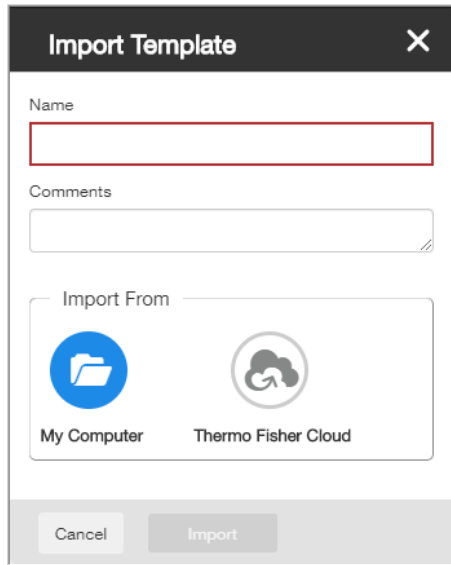 Import Template
Name
Comments
Import From
My Computer Thermo Fisher Cloud
Cancel Import